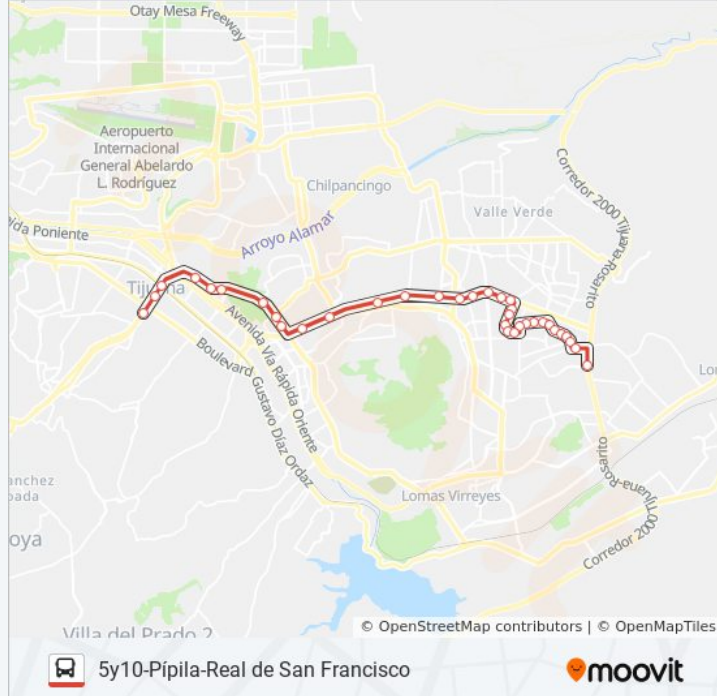 Otay Mesa Freeway
Aeropuerto
Internacional
General Abelardo
L. Rodríguez
Chilpancingo
Corredor 2000 Tijuana-Rosarito
Valle Verde
ida Poniente
Arroyo Alamar
Tijuana
Avenida Vía Rápida Oriente
Boulevard Gustavo Díaz Ordaz
Lo
anchez
oada
Lomas Virreyes
oya
Corredor 2000 Tijuana-Rosarito
Villa del Prado 2
© OpenStreetMap contributors | © OpenMapTiles
5y10-Pípila-Real de San Francisco
moovit